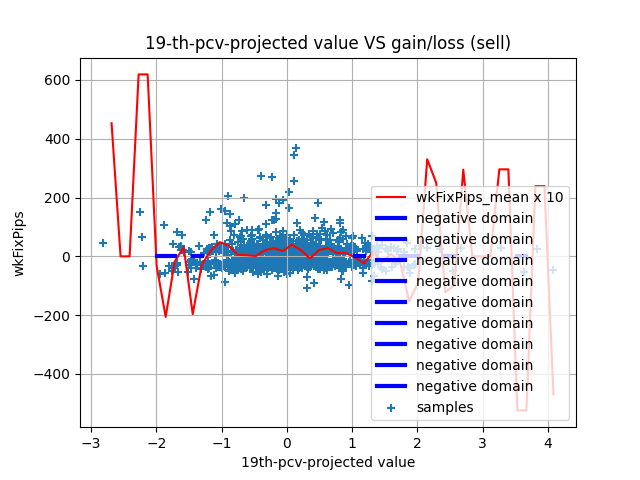 19-th-pcv-projected value VS gain/loss (sell)
600
400
200
0
−200
−400
wkFixPips
wkFixPips_mean x 10
negative domain
negative domain
negative domain
negative domain
negative domain
negative domain
negative domain
negative domain
negative domain
samples
−3
−2
−1
0
1
2
3
4
19th-pcv-projected value